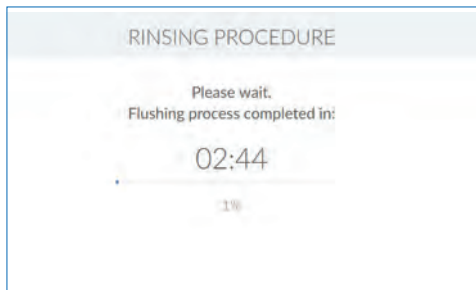 RINSING PROCEDURE
Please wait.
Flushing process completed in:
02:44
1%